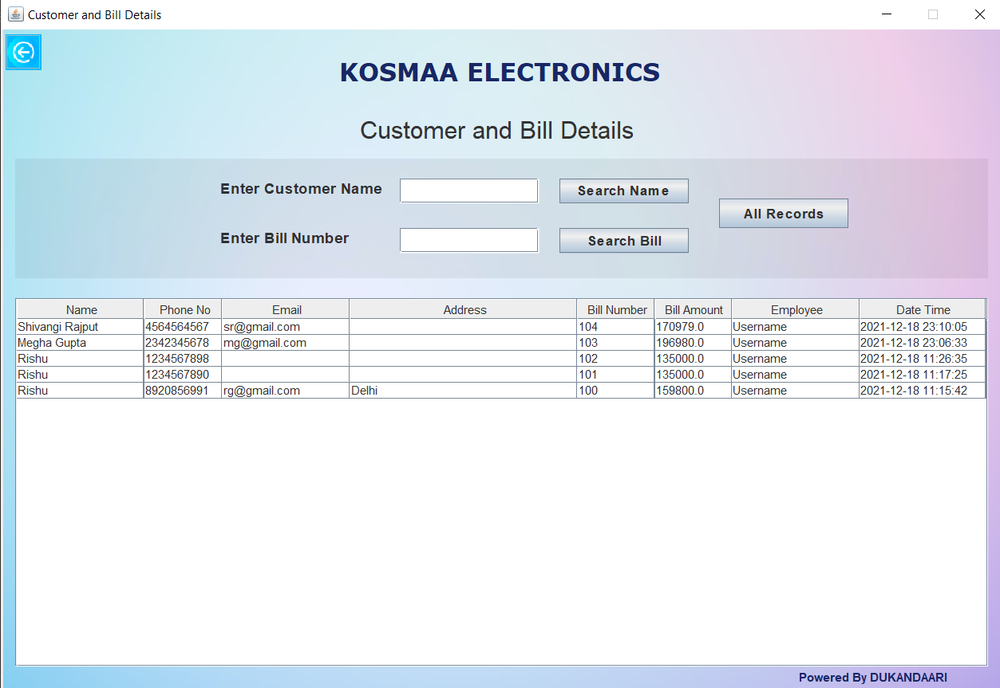 Customer and Bill Details
KOSMAA ELECTRONICS
Customer and Bill Details
Enter Customer Name Search Name
All Records
Enter Bill Number Search Bill
Name Phone No Email Address Bill Number Bill Amount Employee Date Time
Shivangi Rajput 4564564567 sr@gmail.com 104 170979.0 Username 2021-12-18 23:10:05
Megha Gupta 2342345678 mg@gmail.com 103 196980.0 Username 2021-12-18 23:06:33
Rishu 1234567898 102 135000.0 Username 2021-12-18 11:26:35
Rishu 1234567890 101 135000.0 Username 2021-12-18 11:17:25
Rishu 8920856991 rg@gmail.com Delhi 100 159800.0 Username 2021-12-18 11:15:42
Powered By DUKANDAARI